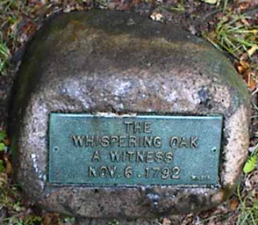 THE
WHISPERING OAK
A WITNESS
NOV. 6. 1792